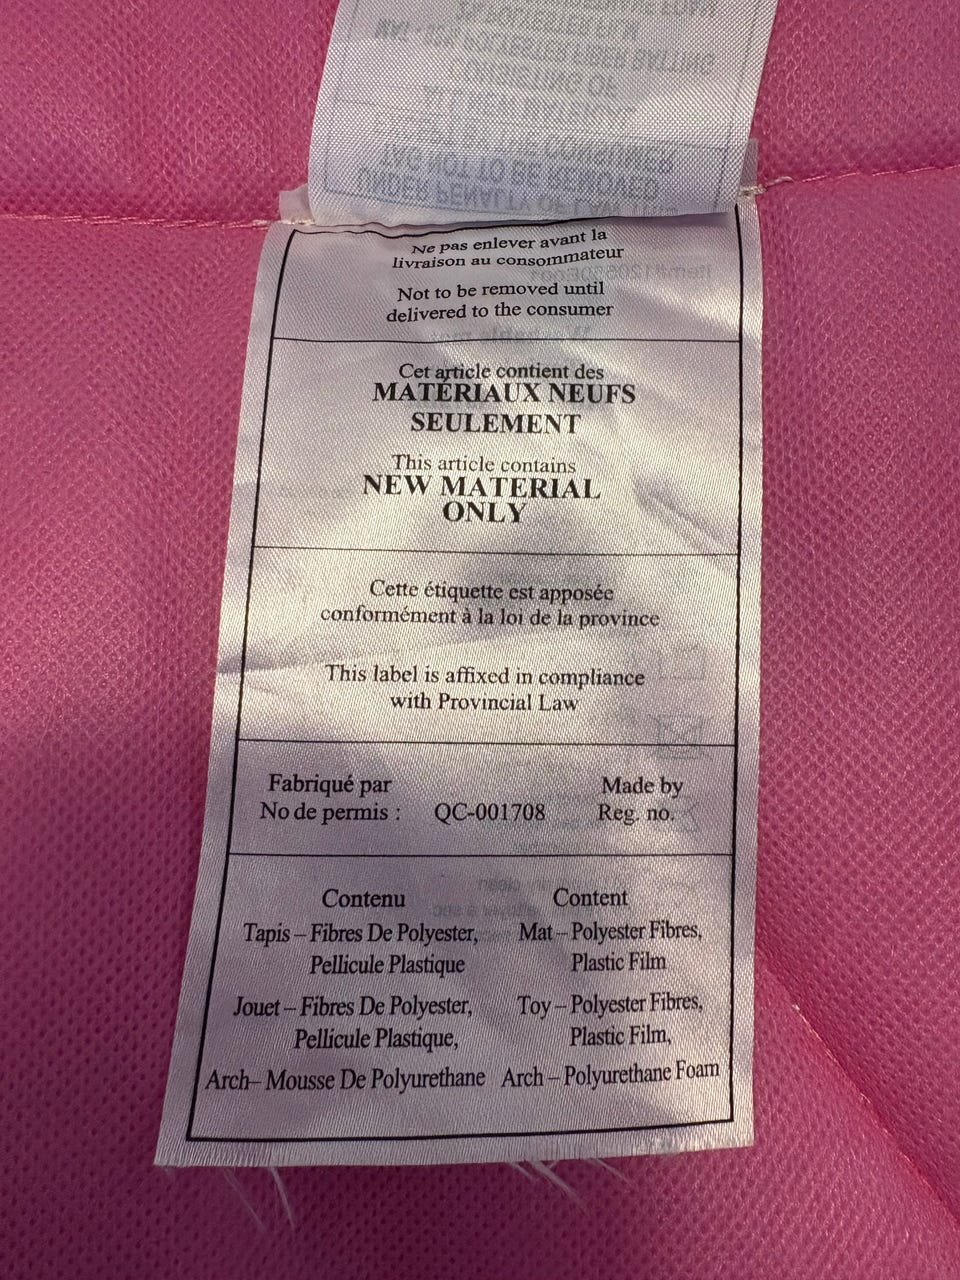 Ne pas enlever avant la
livraison au consommateur
Not to be removed until
delivered to the consumer
Cet article contient des
MATÉRIAUX NEUFS
SEULEMENT
This article contains
NEW MATERIAL
ONLY
Cette étiquette est apposée
conformément à la loi de la province
This label is affixed in compliance
with Provincial Law
Fabriqué par Made by
No de permis : QC-001708 Reg. no.
Contenu Content
Tapis – Fibres De Polyester, Mat – Polyester Fibres,
Pellicule Plastique Plastic Film
Jouet – Fibres De Polyester, Toy – Polyester Fibres,
Pellicule Plastique, Plastic Film,
Arch– Mousse De Polyurethane Arch – Polyurethane Foam